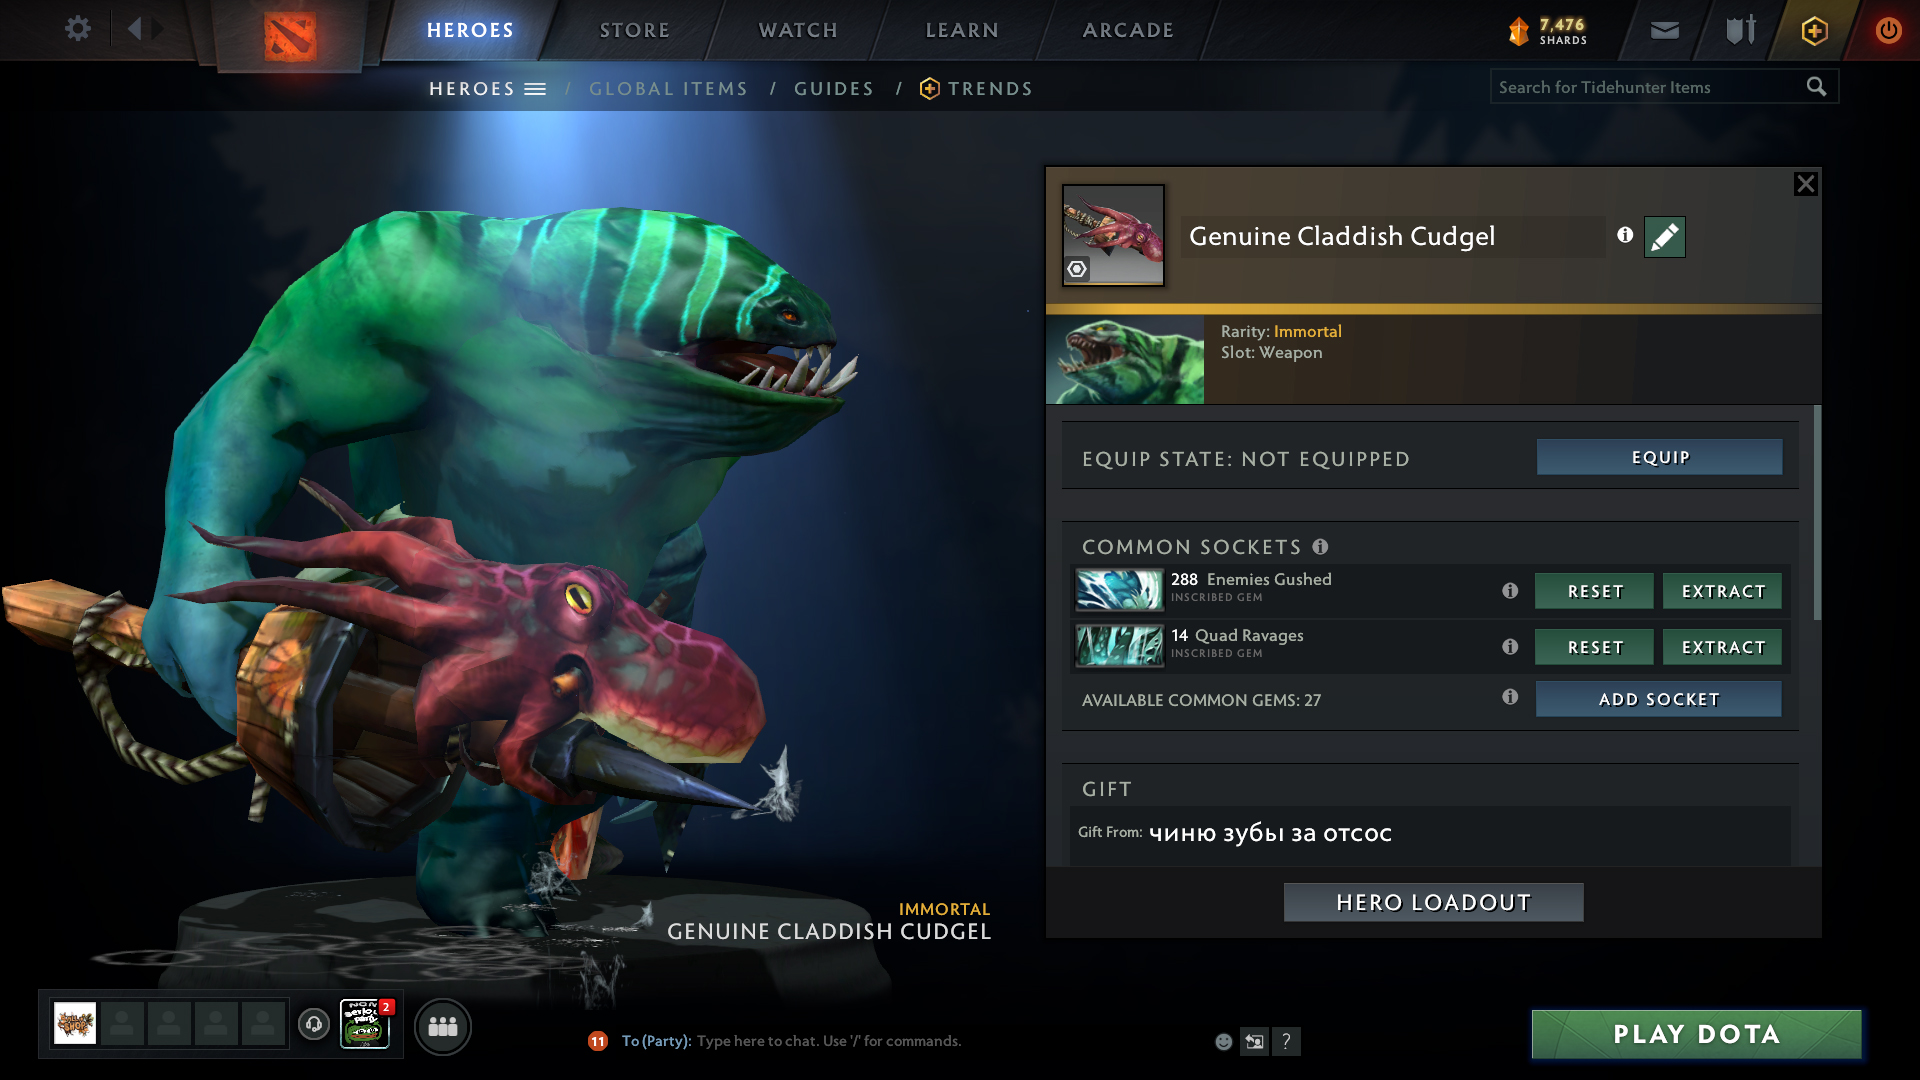 HEROES
STORE
WATCH
LEARN
ARCADE
7,476
SHARDS
HEROES / GLOBAL ITEMS / GUIDES / TRENDS
Search for Tidehunter Items
Genuine Claddish Cudgel
Rarity: Immortal
Slot: Weapon
EQUIP STATE: NOT EQUIPPED
EQUIP
COMMON SOCKETS
288 Enemies Gushed
INSCRIBED GEM
RESET
EXTRACT
14 Quad Ravages
INSCRIBED GEM
RESET
EXTRACT
AVAILABLE COMMON GEMS: 27
ADD SOCKET
GIFT
Gift From: чиню зубы за отсос
HERO LOADOUT
IMMORTAL
GENUINE CLADDISH CUDGEL
2
11
To (Party): Type here to chat. Use '/' for commands.
?
PLAY DOTA